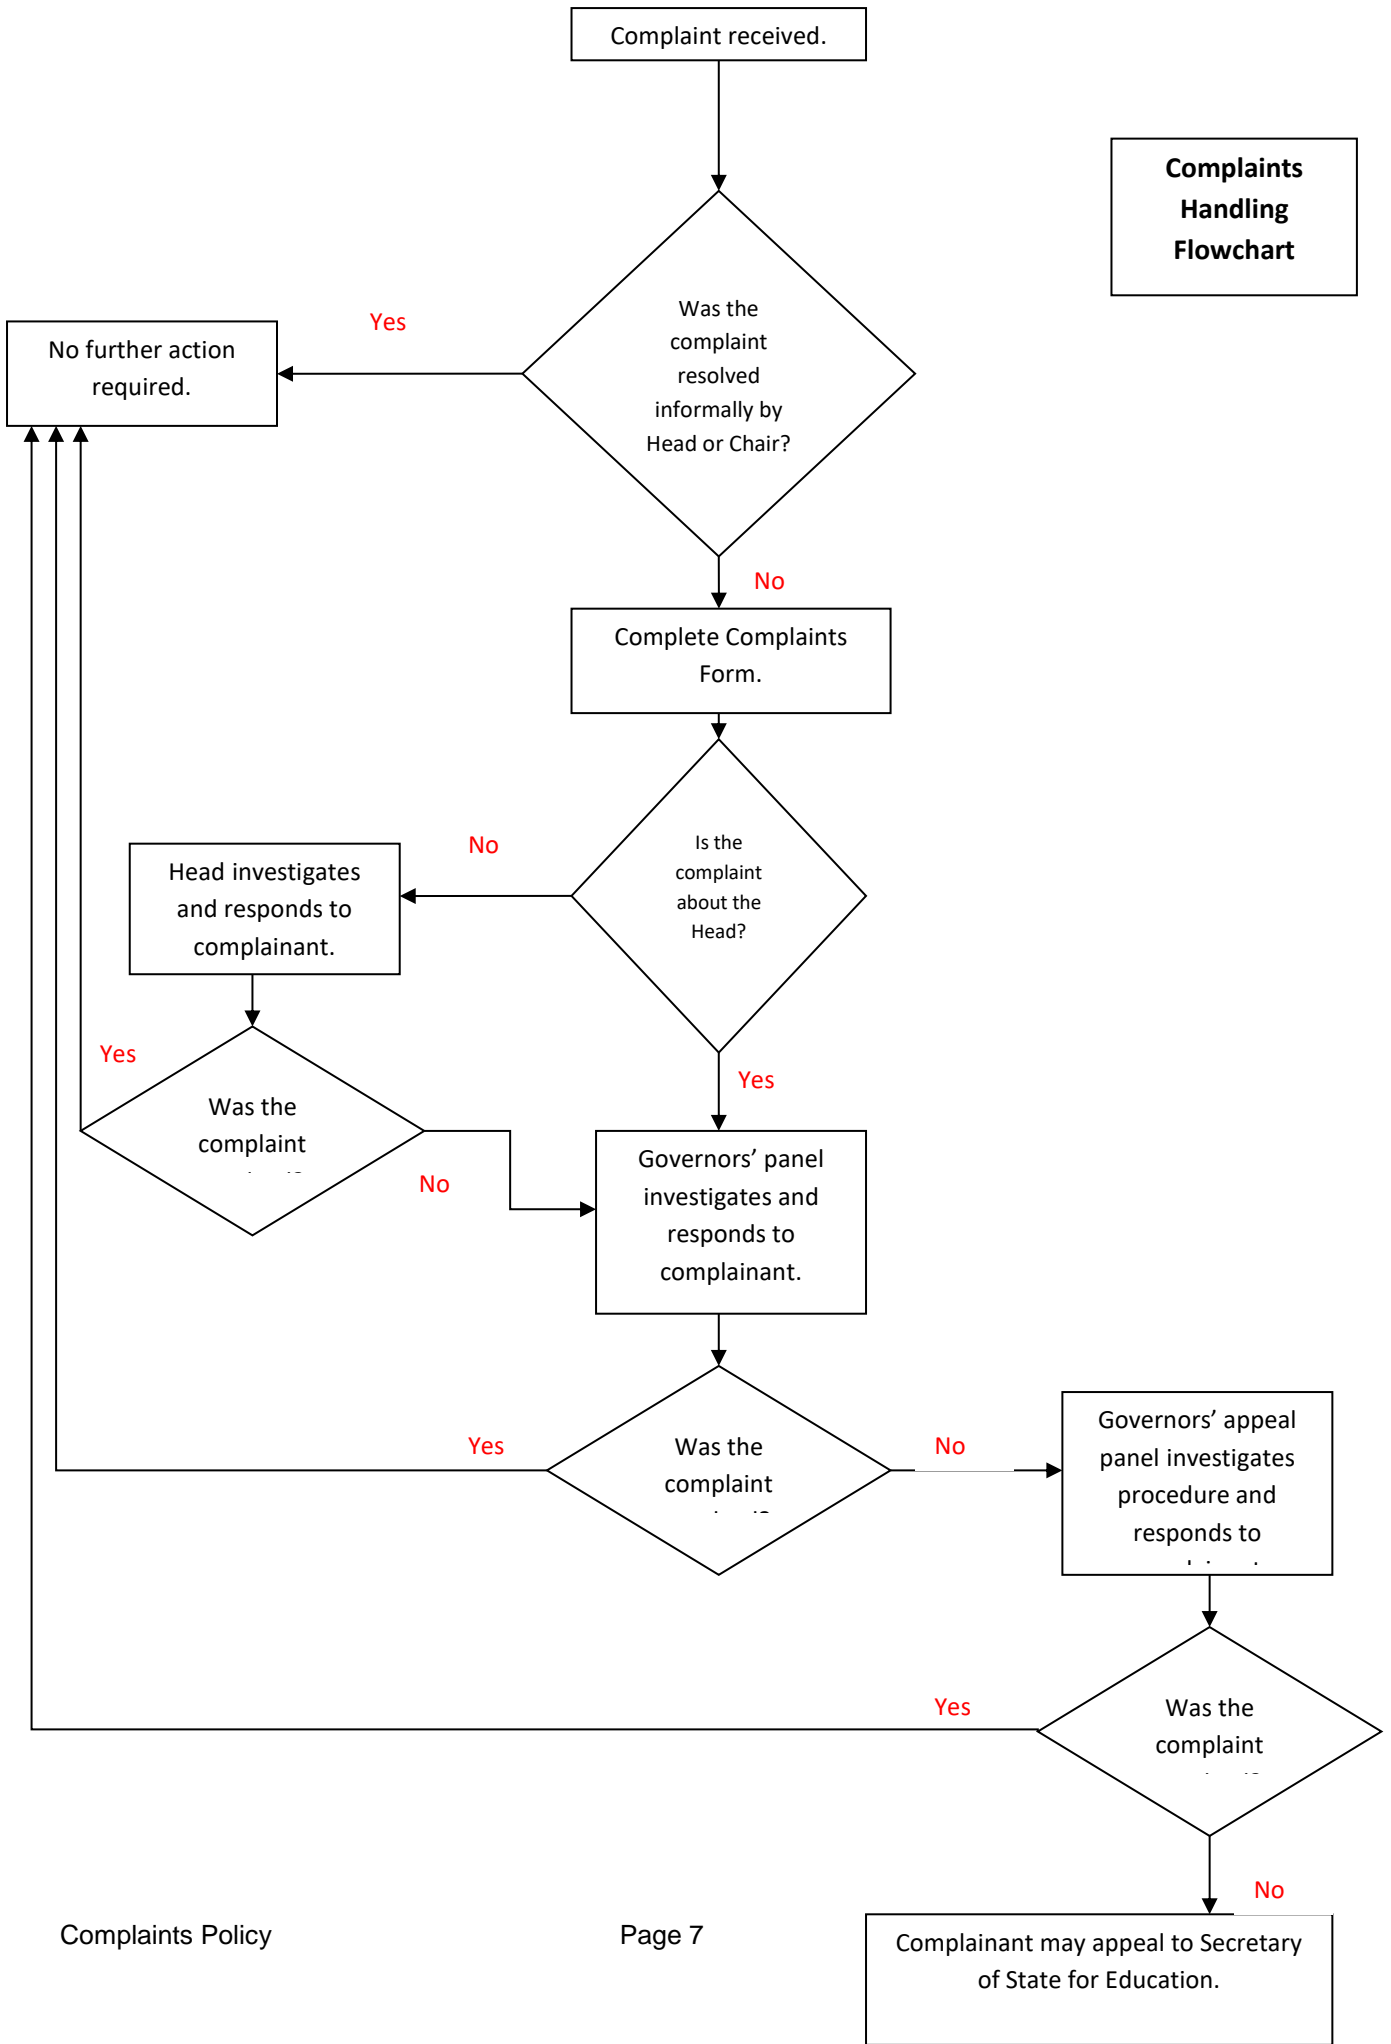 Complaint received.
Complaints
Handling
Flowchart
Was the
complaint
resolved
informally by
Head or Chair?
Yes
No further action
required.
No
Complete Complaints
Form.
Is the
complaint
about the
Head?
No
Head investigates
and responds to
complainant.
Yes
Yes
Was the
complaint
No
Governors’ panel
investigates and
responds to
complainant.
Governors’ appeal
panel investigates
procedure and
responds to
Yes
Was the
complaint
No
Yes
Was the
complaint
No
Complaints Policy
Page 7
Complainant may appeal to Secretary
of State for Education.